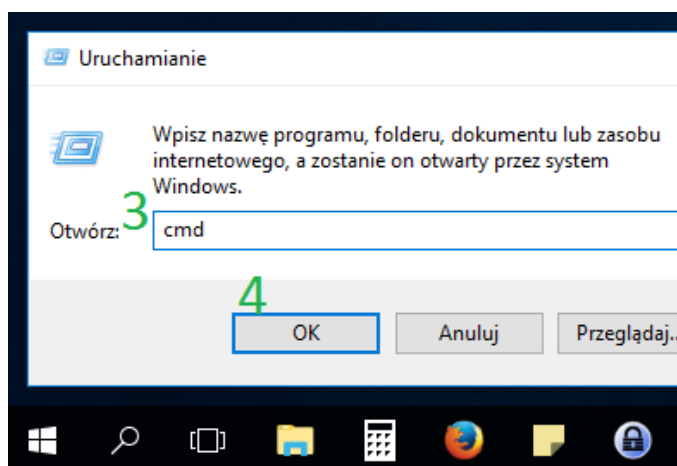 Uruchamianie
Wpisz nazwę programu, folderu, dokumentu lub zasobu
internetowego, a zostanie on otwarty przez system
Windows.
3
Otwórz: cmd
4
OK Anuluj Przeglądaj..